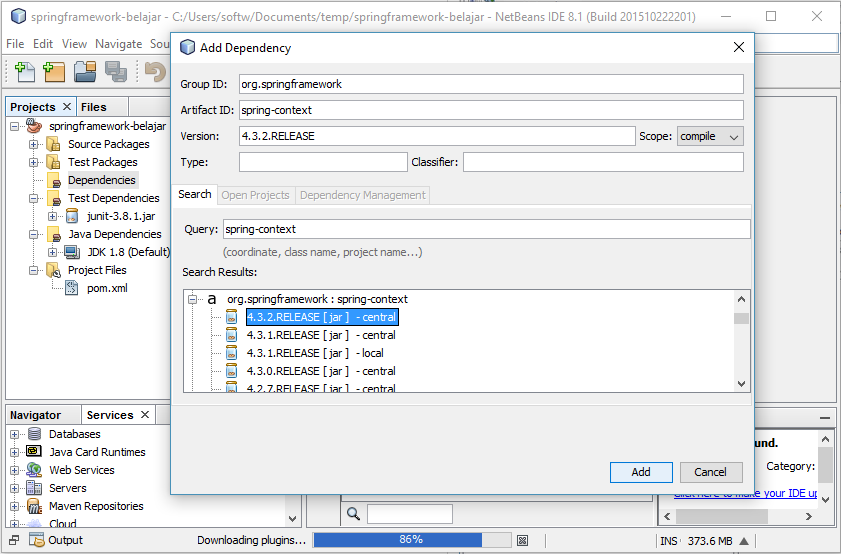 springframework-belajar - C:/Users/softw/Documents/temp/springframework-belajar - NetBeans IDE 8.1 (Build 201510222201)
File Edit View Navigate
Add Dependency
Group ID: org.springframework
Artifact ID: spring-context
Version: 4.3.2.RELEASE Scope: compile
Type: Classifier:
Search Open Projects Dependency Management
Query: spring-context
(coordinate, class name, project name...)
Search Results:
a org.springframework : spring-context
4.3.2.RELEASE [ jar ] - central
4.3.1.RELEASE [ jar ] - central
4.3.1.RELEASE [ jar ] - local
4.3.0.RELEASE [ jar ] - central
4.2.7.RELEASE [ jar ] - central
Add Cancel
Projects Files
springframework-belajar
Source Packages
Test Packages
Dependencies
Test Dependencies
junit-3.8.1.jar
Java Dependencies
JDK 1.8 (Default)
Project Files
pom.xml
Navigator Services
Databases
Java Card Runtimes
Web Services
Servers
Maven Repositories
Cloud
Category:
Click here to make your IDE
Output Downloading plugins... 86% INS 373.6 MB